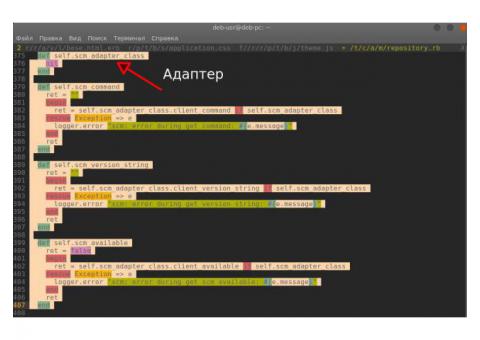 deb-usr@deb-pc: ~
Файл Правка Вид Поиск Терминал Справка
2 r/r/a/v/l/base.html.erb r/p/t/b/s/application.css f//r/r/p/t/b/j/theme.js + /t/c/a/m/repository.rb
375 def self.scm_adapter_class
376 nil
377 end
378
Адаптер
379 def self.scm_command
380 ret = ""
381 begin
382 ret = self.scm_adapter_class.client_command if self.scm_adapter_class
383 rescue Exception => e
384 logger.error "scm: error during get command: #{e.message}"
385 end
386 ret
387 end
388
389 def self.scm_version_string
390 ret = ""
391 begin
392 ret = self.scm_adapter_class.client_version_string if self.scm_adapter_class
393 rescue Exception => e
394 logger.error "scm: error during get version string: #{e.message}"
395 end
396 ret
397 end
398
399 def self.scm_available
400 ret = false
401 begin
402 ret = self.scm_adapter_class.client_available if self.scm_adapter_class
403 rescue Exception => e
404 logger.error "scm: error during get scm available: #{e.message}"
405 end
406 ret
407 end
408